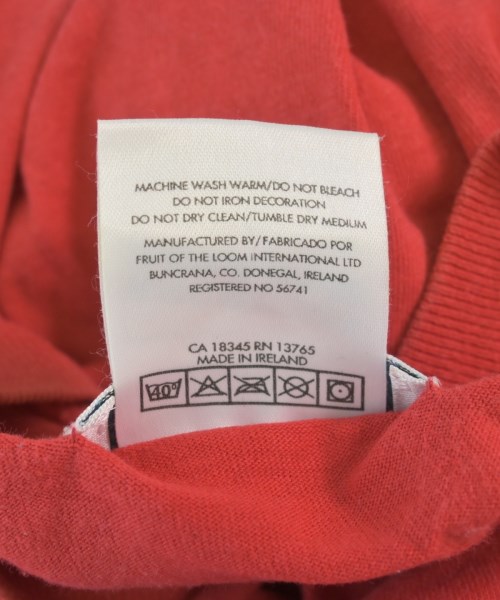 MACHINE WASH WARM/DO NOT BLEACH
DO NOT IRON DECORATION
DO NOT DRY CLEAN/TUMBLE DRY MEDIUM
MANUFACTURED BY/FABRICADO POR
FRUIT OF THE LOOM INTERNATIONAL LTD
BUNCRANA, CO. DONEGAL, IRELAND
REGISTERED NO 56741
CA 18345 RN 13765
MADE IN IRELAND
40°